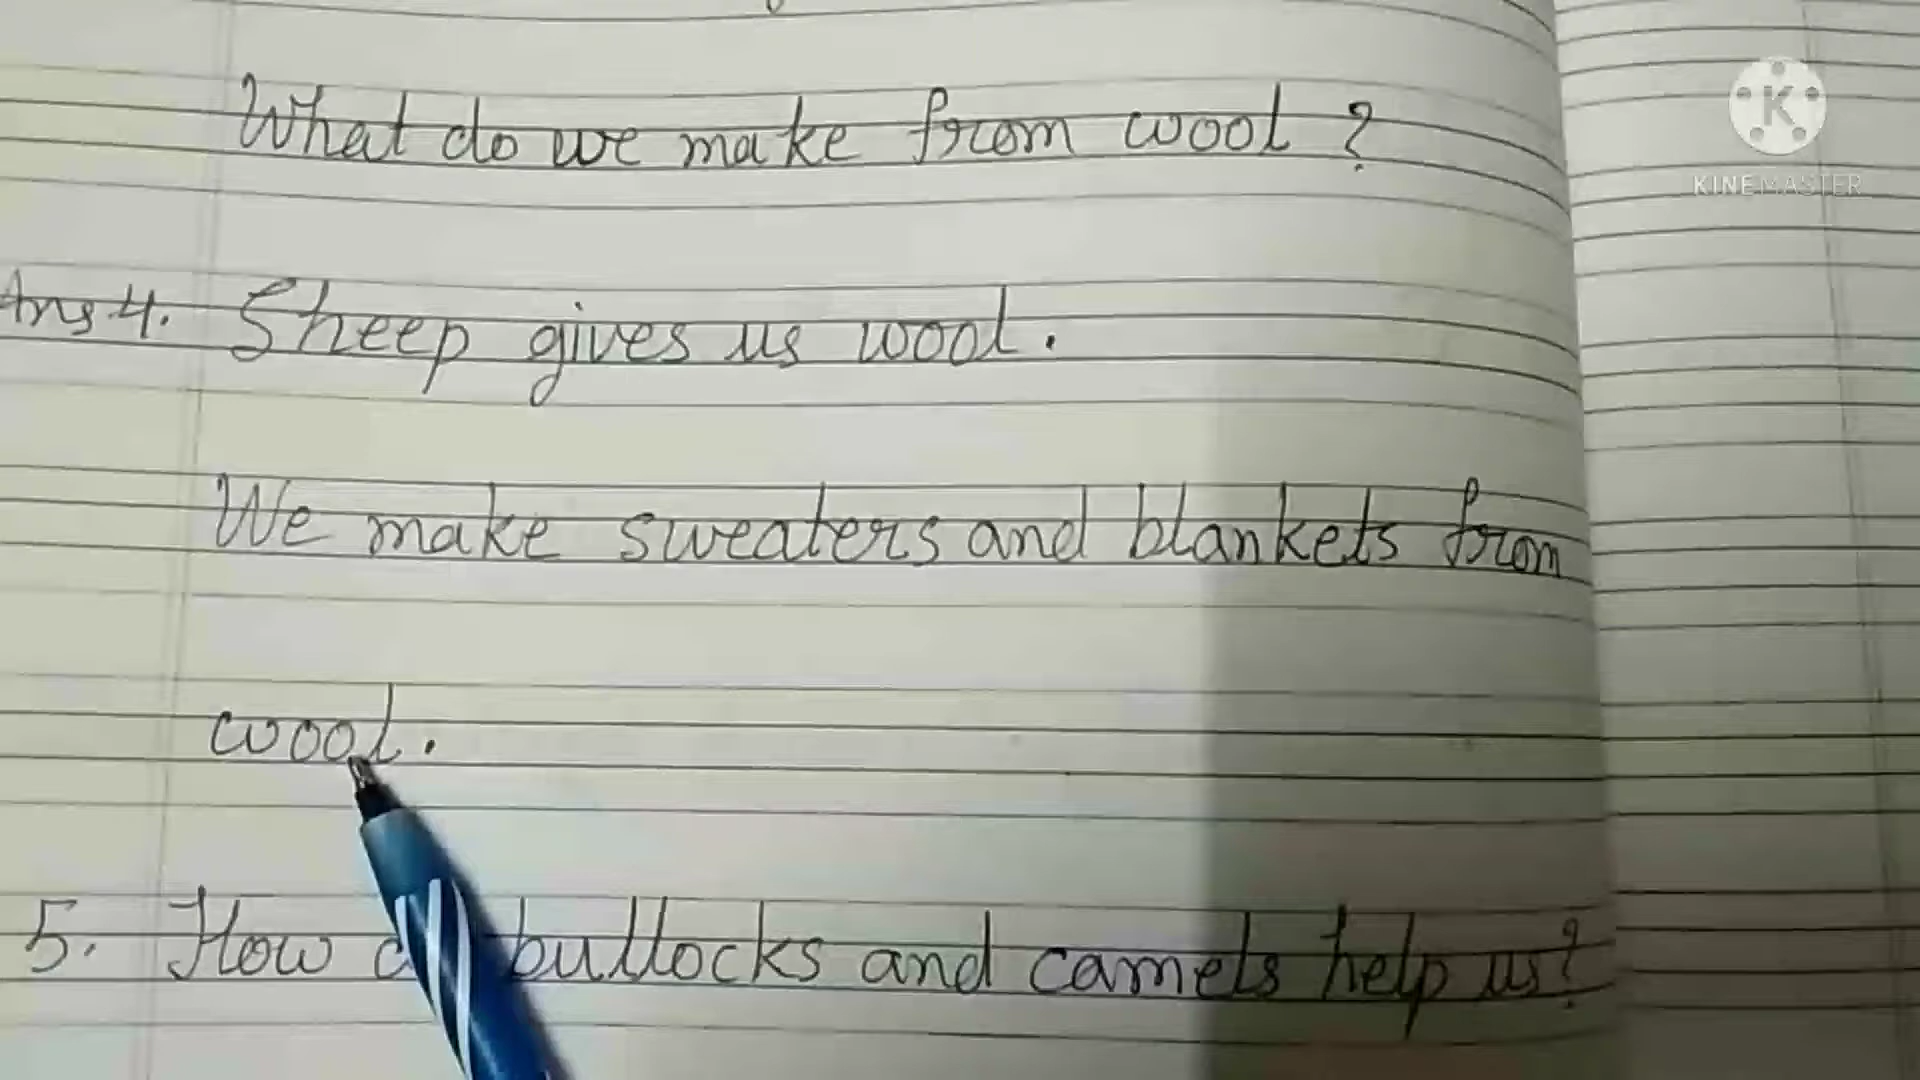 What do we make from wool ?
Ans 4. Sheep gives us wool.
We make sweaters and blankets from
wool.
5. How bullocks and camels help us?
K
KINEMASTER